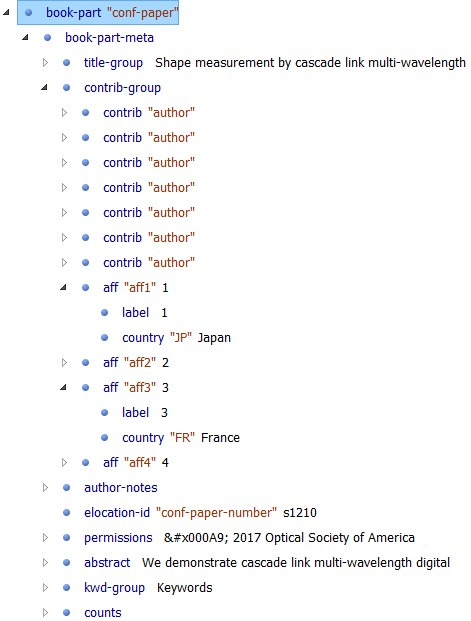 book-part "conf-paper"
book-part-meta
title-group Shape measurement by cascade link multi-wavelength
contrib-group
contrib "author"
contrib "author"
contrib "author"
contrib "author"
contrib "author"
contrib "author"
contrib "author"
aff "aff1" 1
label 1
country "JP" Japan
aff "aff2" 2
aff "aff3" 3
label 3
country "FR" France
aff "aff4" 4
author-notes
elocation-id "conf-paper-number" s1210
permissions &#x000A9; 2017 Optical Society of America
abstract We demonstrate cascade link multi-wavelength digital
kwd-group Keywords
counts